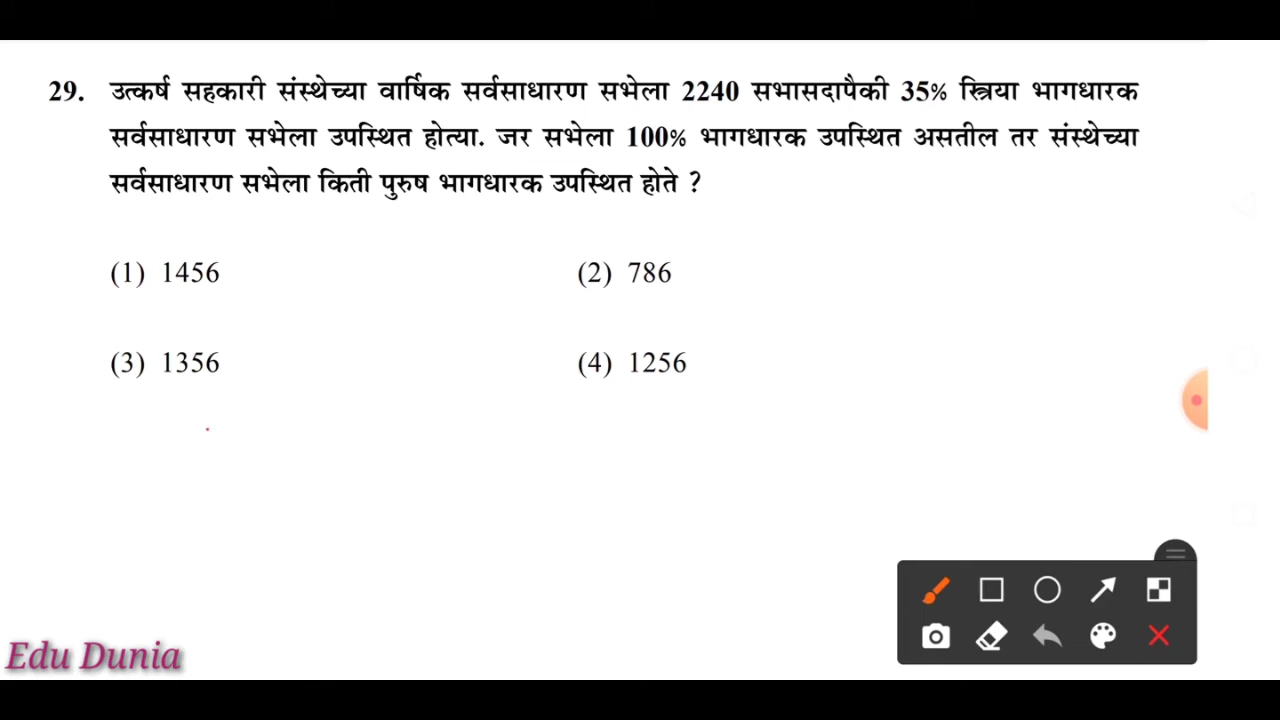 29. उत्कर्ष सहकारी संस्थेच्या वार्षिक सर्वसाधारण सभेला 2240 सभासदापैकी 35% स्त्रिया भागधारक
सर्वसाधारण सभेला उपस्थित होत्या. जर सभेला 100% भागधारक उपस्थित असतील तर संस्थेच्या
सर्वसाधारण सभेला किती पुरुष भागधारक उपस्थित होते ?
(1) 1456 (2) 786
(3) 1356 (4) 1256
Edu Dunia